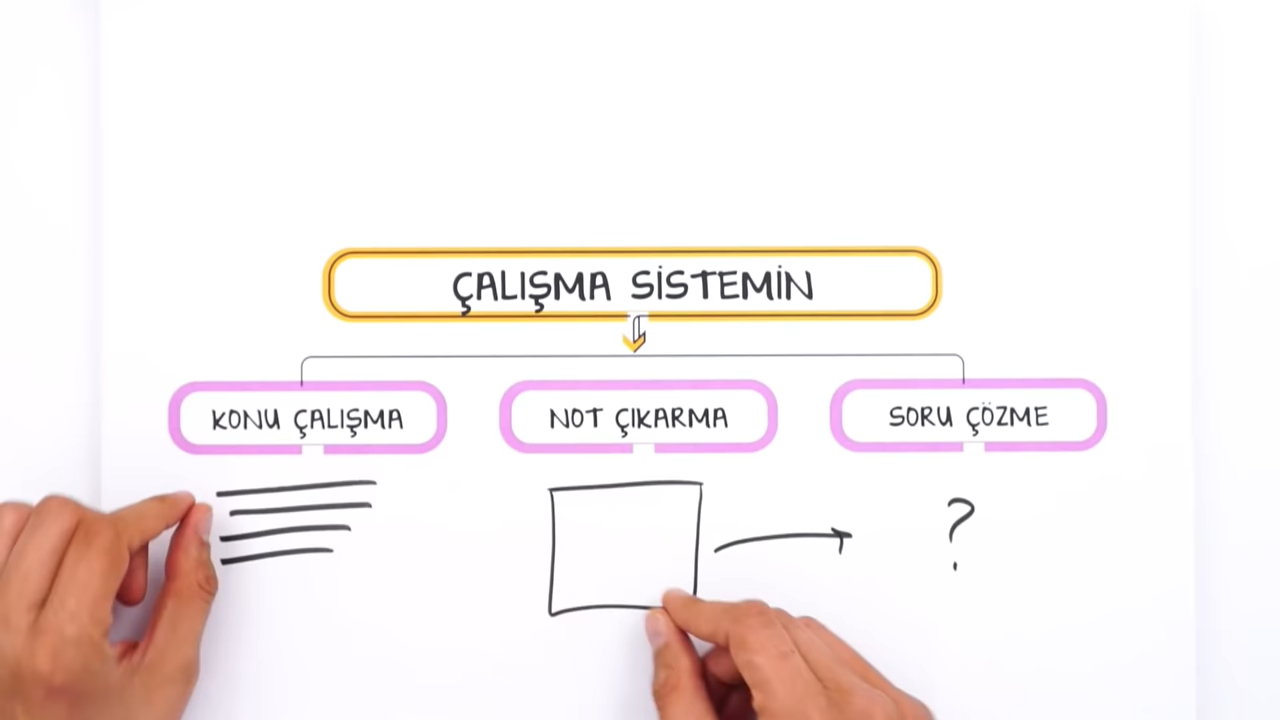 ÇALIŞMA SİSTEMİN
KONU ÇALIŞMA
NOT ÇIKARMA
SORU ÇÖZME
?